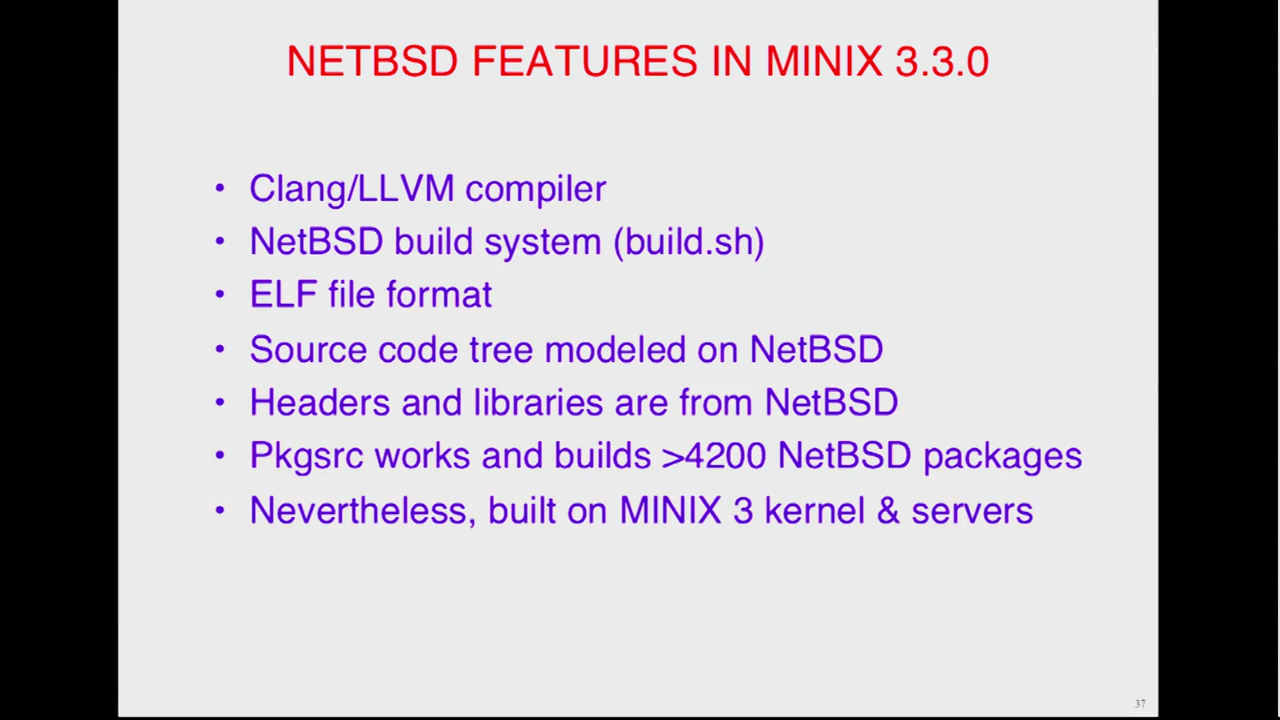 NETBSD FEATURES IN MINIX 3.3.0
• Clang/LLVM compiler
• NetBSD build system (build.sh)
• ELF file format
• Source code tree modeled on NetBSD
• Headers and libraries are from NetBSD
• Pkgsrc works and builds >4200 NetBSD packages
• Nevertheless, built on MINIX 3 kernel & servers
37